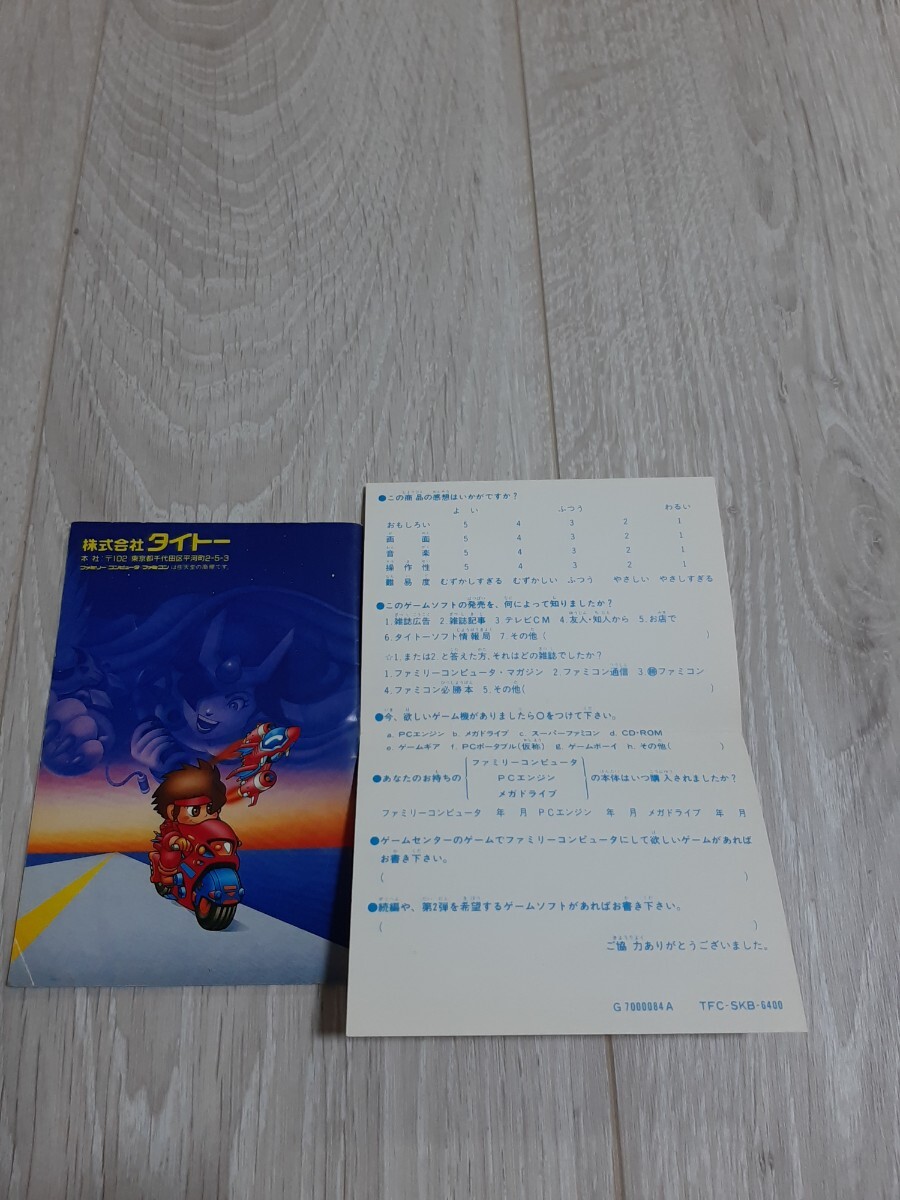 株式会社 タイトー
本社:〒102 東京都千代田区平河町2-5-3
ファミリー コンピュータ ファミコンは任天堂の商標です。
●この商品の感想はいかがですか?
よい ふつう わるい
おもしろい 5 4 3 2 1
画面 5 4 3 2 1
音楽 5 4 3 2 1
操作性 5 4 3 2 1
難易度 むずかしすぎる むずかしい ふつう やさしい やさしすぎる
●このゲームソフトの発売を、何によって知りましたか?
1.雑誌広告 2.雑誌記事 3.テレビCM 4.友人・知人から 5.お店で
6.タイトーソフト情報局 7.その他( )
☆1.または2.と答えた方、それはどの雑誌でしたか?
1.ファミリーコンピュータ・マガジン 2.ファミコン通信 3.㊙ファミコン
4.ファミコン必勝本 5.その他( )
●今、欲しいゲーム機がありましたら○をつけて下さい。
a. PCエンジン b. メガドライブ c. スーパーファミコン d. CD・ROM
e. ゲームギア f. PCポータブル(仮称) g. ゲームボーイ h. その他( )
ファミリーコンピュータ
●あなたのお持ちの PCエンジン の本体はいつ購入されましたか?
メガドライブ
ファミリーコンピュータ 年 月 PCエンジン 年 月 メガドライブ 年 月
●ゲームセンターのゲームでファミリーコンピュータにして欲しいゲームがあれば
お書き下さい。
( )
●続編や、第2弾を希望するゲームソフトがあればお書き下さい。
( )
ご協力ありがとうございました。
G 7000084 A TFC-SKB-6400